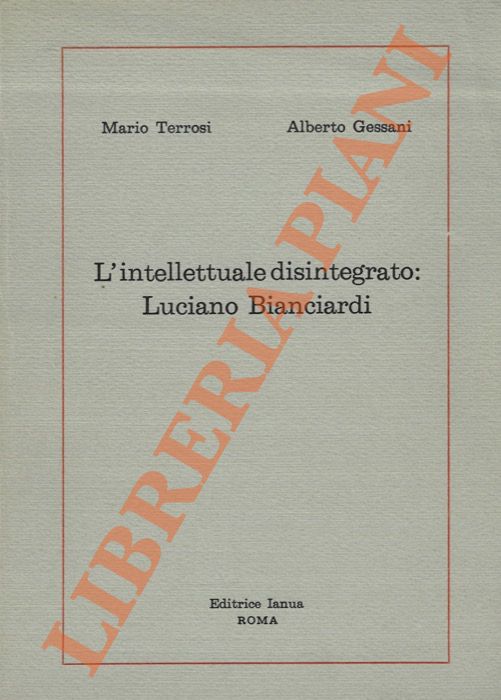 Mario Terrosi Alberto Gessani
L'intellettuale disintegrato:
Luciano Bianciardi
Editrice Ianua
ROMA
LIBRERIA PIANI